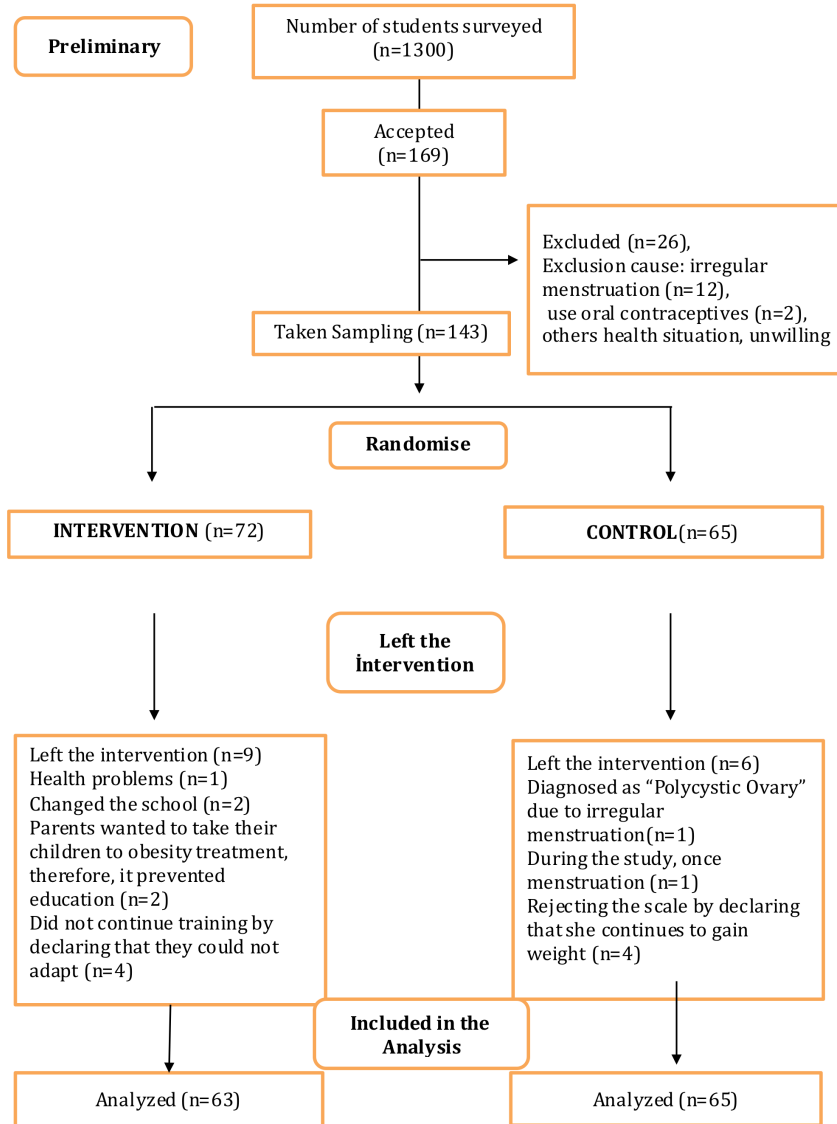 Preliminary
Number of students surveyed
(n=1300)
Accepted
(n=169)
Excluded (n=26),
Exclusion cause: irregular
menstruation (n=12),
use oral contraceptives (n=2),
others health situation, unwilling
Taken Sampling (n=143)
Randomise
INTERVENTION (n=72)
CONTROL(n=65)
Left the
İntervention
Left the intervention (n=9)
Health problems (n=1)
Changed the school (n=2)
Parents wanted to take their
children to obesity treatment,
therefore, it prevented
education (n=2)
Did not continue training by
declaring that they could not
adapt (n=4)
Left the intervention (n=6)
Diagnosed as “Polycystic Ovary”
due to irregular
menstruation(n=1)
During the study, once
menstruation (n=1)
Rejecting the scale by declaring
that she continues to gain
weight (n=4)
Included in the
Analysis
Analyzed (n=63)
Analyzed (n=65)